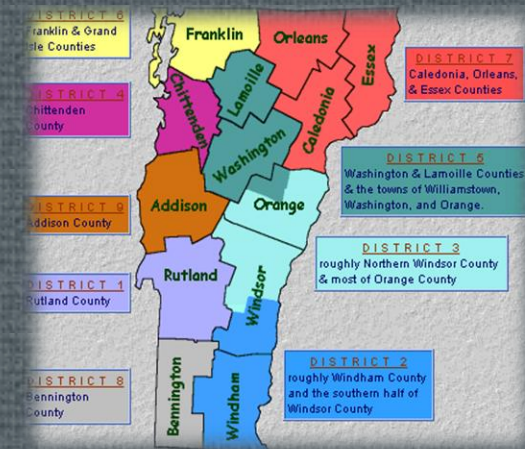 DISTRICT 6
Franklin & Grand
Isle Counties
DISTRICT 4
Chittenden
County
DISTRICT 9
Addison County
DISTRICT 1
Rutland County
DISTRICT 8
Bennington
County
Franklin
Orleans
Essex
Lamoille
Chittenden
Caledonia
Washington
Addison
Orange
Rutland
Windsor
Bennington
Windham
DISTRICT 7
Caledonia, Orleans,
& Essex Counties
DISTRICT 5
Washington & Lamoille Counties
& the towns of Williamstown,
Washington, and Orange.
DISTRICT 3
roughly Northern Windsor County
& most of Orange County
DISTRICT 2
roughly Windham County
and the southern half of
Windsor County